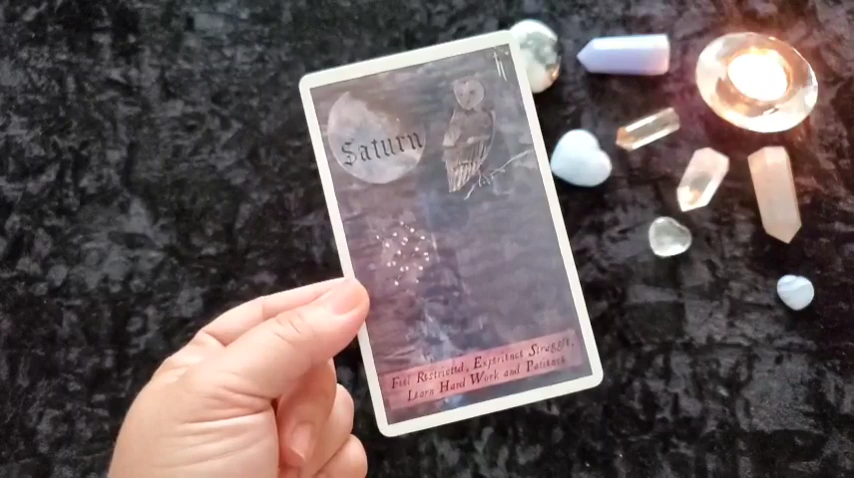 Saturn
Feel Restricted, Experience Struggle,
Learn Hard Work and Patience